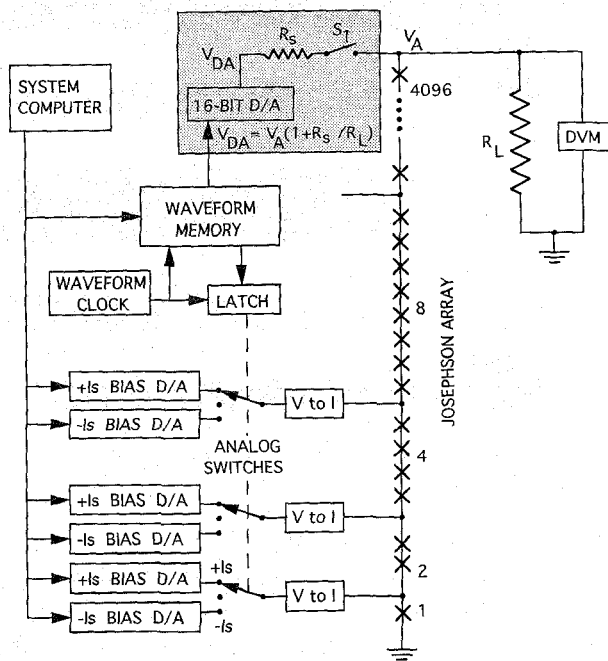 R_S
S_1
V_A
V_DA
SYSTEM
COMPUTER
16-BIT D/A
V_DA = V_A(1+R_S /R_L)
4096
R_L
DVM
WAVEFORM
MEMORY
WAVEFORM
CLOCK
LATCH
8
JOSEPHSON ARRAY
+Is BIAS D/A
-Is BIAS D/A
V to I
ANALOG
SWITCHES
4
+Is BIAS D/A
-Is BIAS D/A
V to I
+Is BIAS D/A
-Is BIAS D/A
+Is
-Is
V to I
2
1